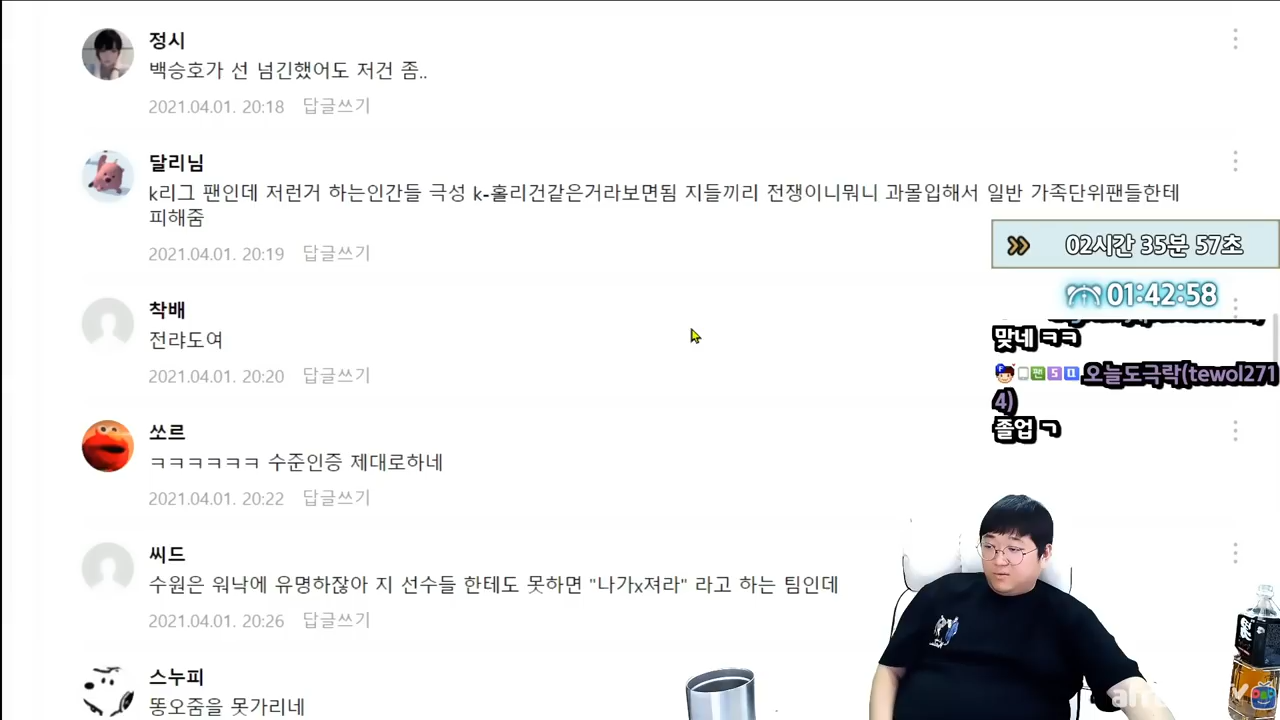 정시
백승호가 선 넘긴했어도 저건 좀..
2021.04.01. 20:18 답글쓰기
달리님
k리그 팬인데 저런거 하는인간들 극성 k-홀리건같은거라보면됨 지들끼리 전쟁이니뭐니 과몰입해서 일반 가족단위팬들한테
피해줌
2021.04.01. 20:19 답글쓰기
02시간 35분 57초
01:42:58
착배
전랴도여
2021.04.01. 20:20 답글쓰기
맞네 ㅋㅋ
팬 5 오늘도극락(tewol271
4)
졸업 ㄱ
쏘르
ㅋㅋㅋㅋㅋㅋ 수준인증 제대로하네
2021.04.01. 20:22 답글쓰기
씨드
수원은 워낙에 유명하잖아 지 선수들 한테도 못하면 "나가x져라" 라고 하는 팀인데
2021.04.01. 20:26 답글쓰기
스누피
똥오줌을 못가리네